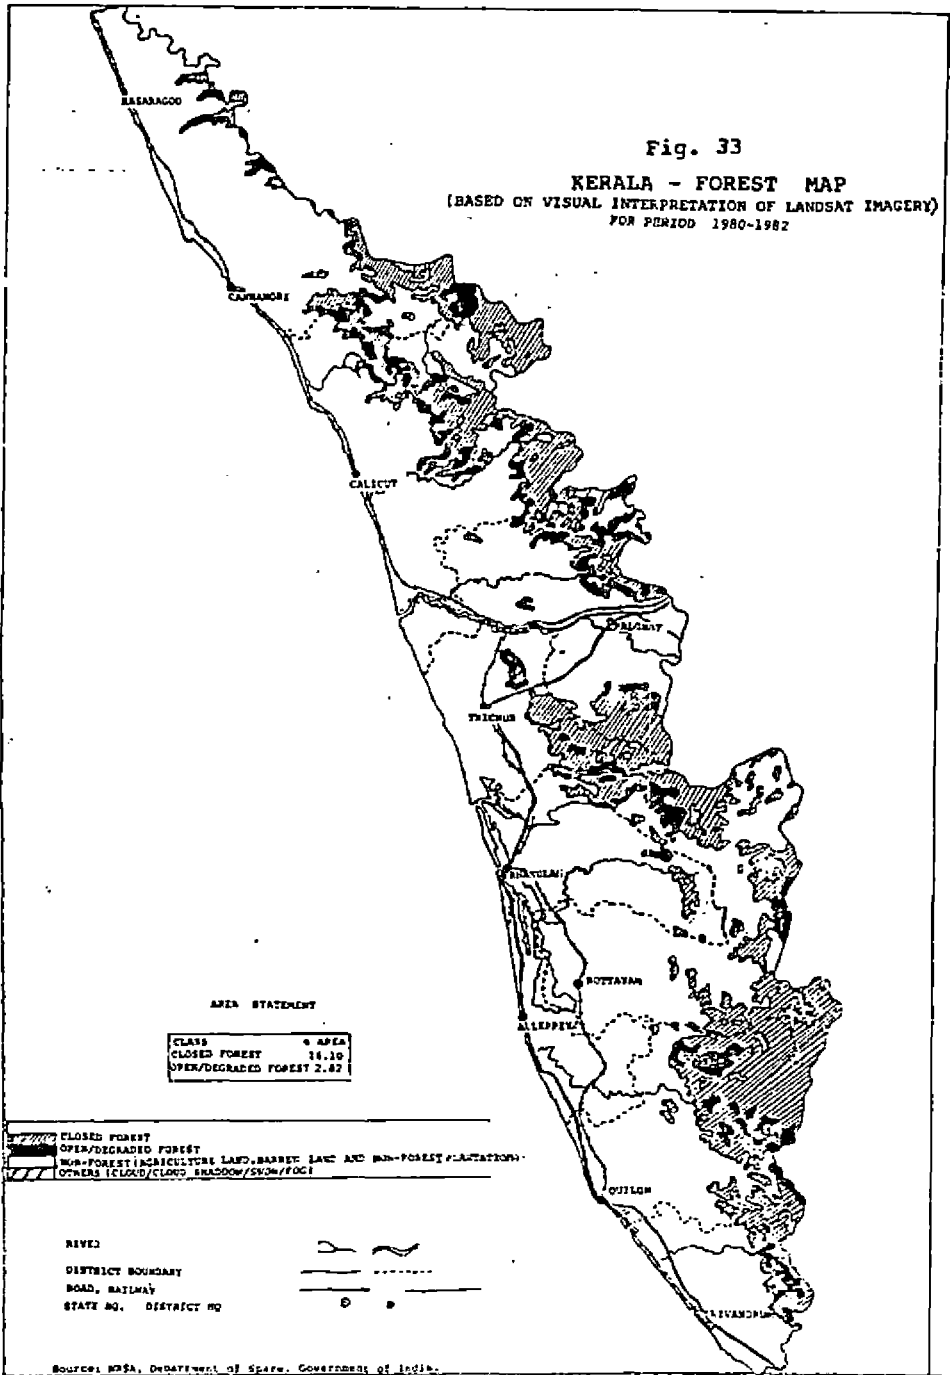 Fig. 33
KERALA - FOREST MAP
(BASED ON VISUAL INTERPRETATION OF LANDSAT IMAGERY)
FOR PERIOD 1980-1982
KASARAGOD
CANNANORE
CALICUT
PALGHAT
TRICHUR
ERNAKULAM
KOTTAYAM
ALLEPPEY
QUILON
TRIVANDRUM
AREA STATEMENT
CLASS % AREA
CLOSED FOREST 16.10
OPEN/DEGRADED FOREST 2.82
CLOSED FOREST
OPEN/DEGRADED FOREST
NON-FOREST (AGRICULTURE LAND, BARREN LAND AND NON-FOREST PLANTATIONS)
OTHERS (CLOUD/CLOUD SHADDOW/SNOW/FOG)
RIVER
DISTRICT BOUNDARY
ROAD, RAILWAY
STATE HQ. DISTRICT HQ
Source: NRSA, Department of Space, Government of India.